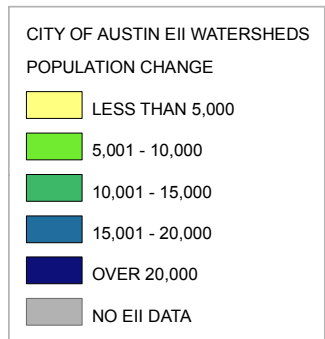 CITY OF AUSTIN EII WATERSHEDS
POPULATION CHANGE
LESS THAN 5,000
5,001 - 10,000
10,001 - 15,000
15,001 - 20,000
OVER 20,000
NO EII DATA